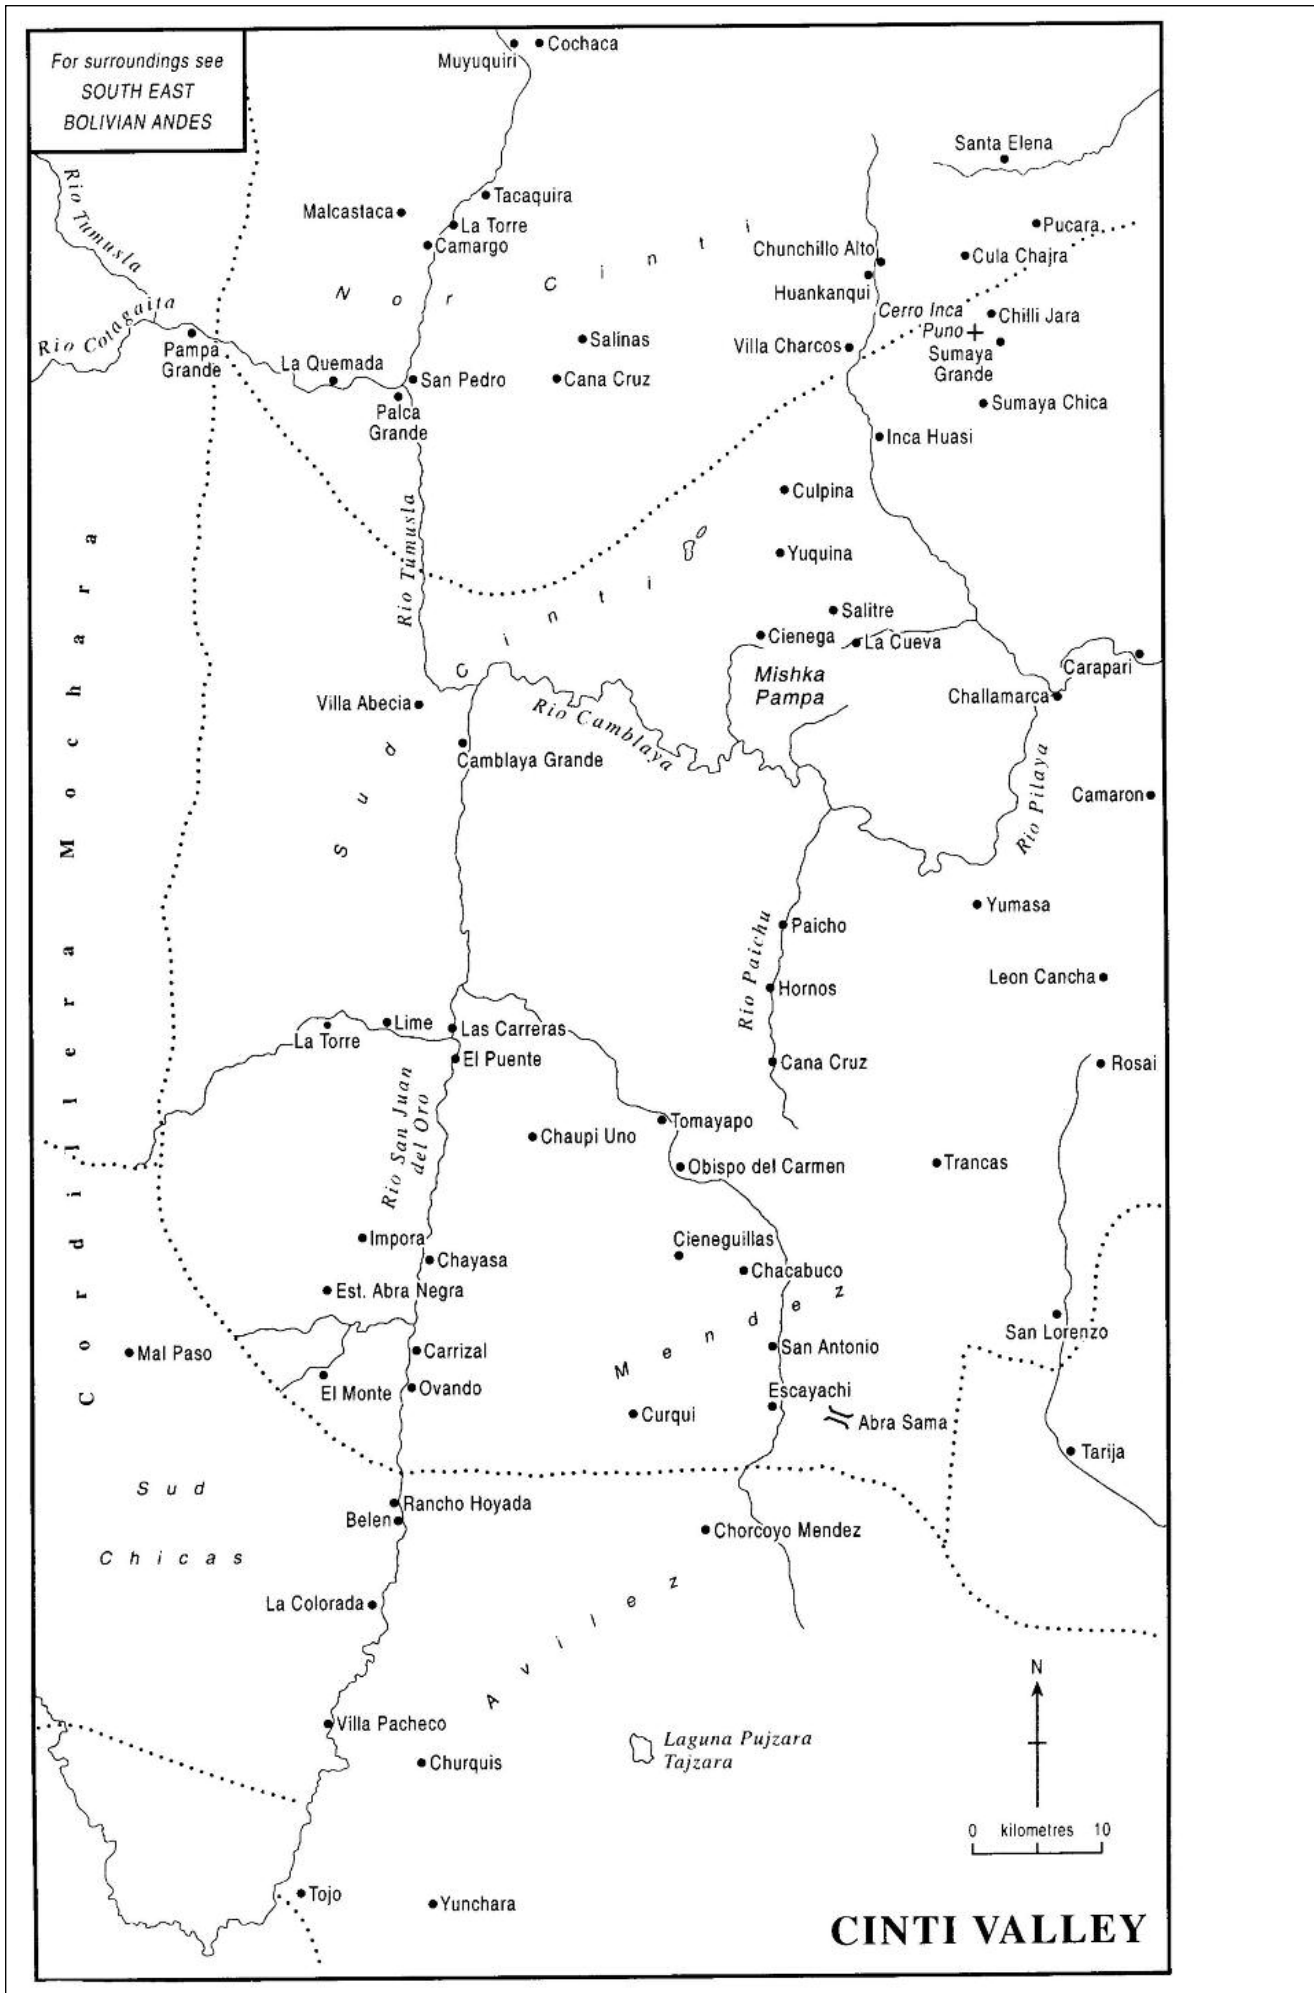 For surroundings see
SOUTH EAST
BOLIVIAN ANDES
Cochaca
Muyuquiri
Santa Elena
Rio Tumusla
Tacaquira
Malcastaca
La Torre
Camargo
Pucara
Chunchillo Alto
Cula Chajra
Huankanqui
Nor Cinti
Rio Cotagaita
Cerro Inca
Puno
Chilli Jara
Pampa
Grande
Salinas
Villa Charcos
Sumaya
Grande
La Quemada
San Pedro
Cana Cruz
Palca
Grande
Sumaya Chica
Inca Huasi
Culpina
Rio Tumusla
Yuquina
Salitre
Cienega
La Cueva
Sud Cinti
Mishka
Pampa
Carapari
Challamarca
Villa Abecia
Rio Camblaya
Camblaya Grande
Rio Pilaya
Camaron
Cordillera Mochara
Yumasa
Paicho
Rio Paichu
Leon Cancha
Hornos
Lime
La Torre
Las Carreras
El Puente
Cana Cruz
Rosai
Rio San Juan
del Oro
Tomayapo
Chaupi Uno
Obispo del Carmen
Trancas
Impora
Cieneguillas
Chayasa
Chacabuco
Est. Abra Negra
Mendez
San Lorenzo
Mal Paso
Carrizal
San Antonio
El Monte
Ovando
Escayachi
Curqui
Abra Sama
Tarija
Sud
Chicas
Rancho Hoyada
Belen
Chorcoyo Mendez
La Colorada
Avilez
N
Villa Pacheco
Churquis
Laguna Pujzara
Tajzara
0 kilometres 10
Tojo
Yunchara
CINTI VALLEY